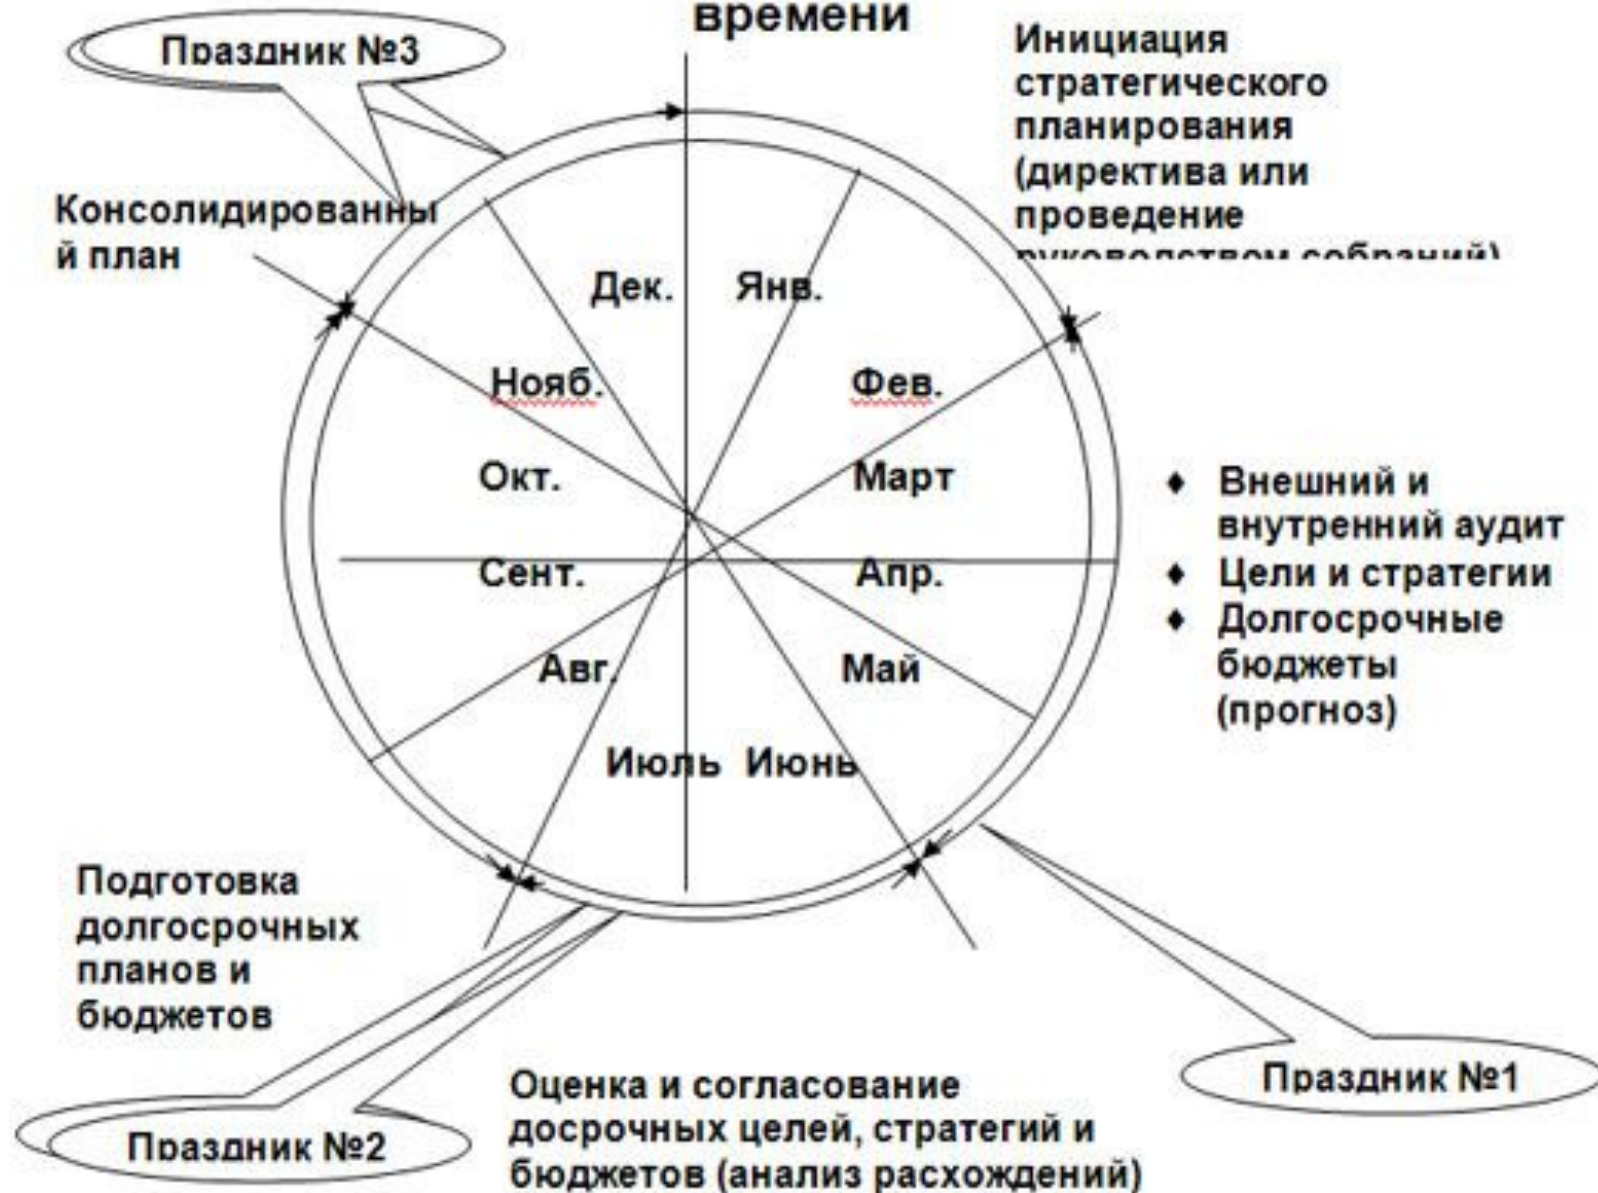 времени
Праздник №3
Инициация
стратегического
планирования
(директива или
проведение
руководством собраний)
Консолидированны
й план
Дек.
Янв.
Нояб.
Фев.
Окт.
Март
Сент.
Апр.
Авг.
Май
Июль
Июнь
♦ Внешний и
внутренний аудит
♦ Цели и стратегии
♦ Долгосрочные
бюджеты
(прогноз)
Подготовка
долгосрочных
планов и
бюджетов
Праздник №1
Праздник №2
Оценка и согласование
досрочных целей, стратегий и
бюджетов (анализ расхождений)